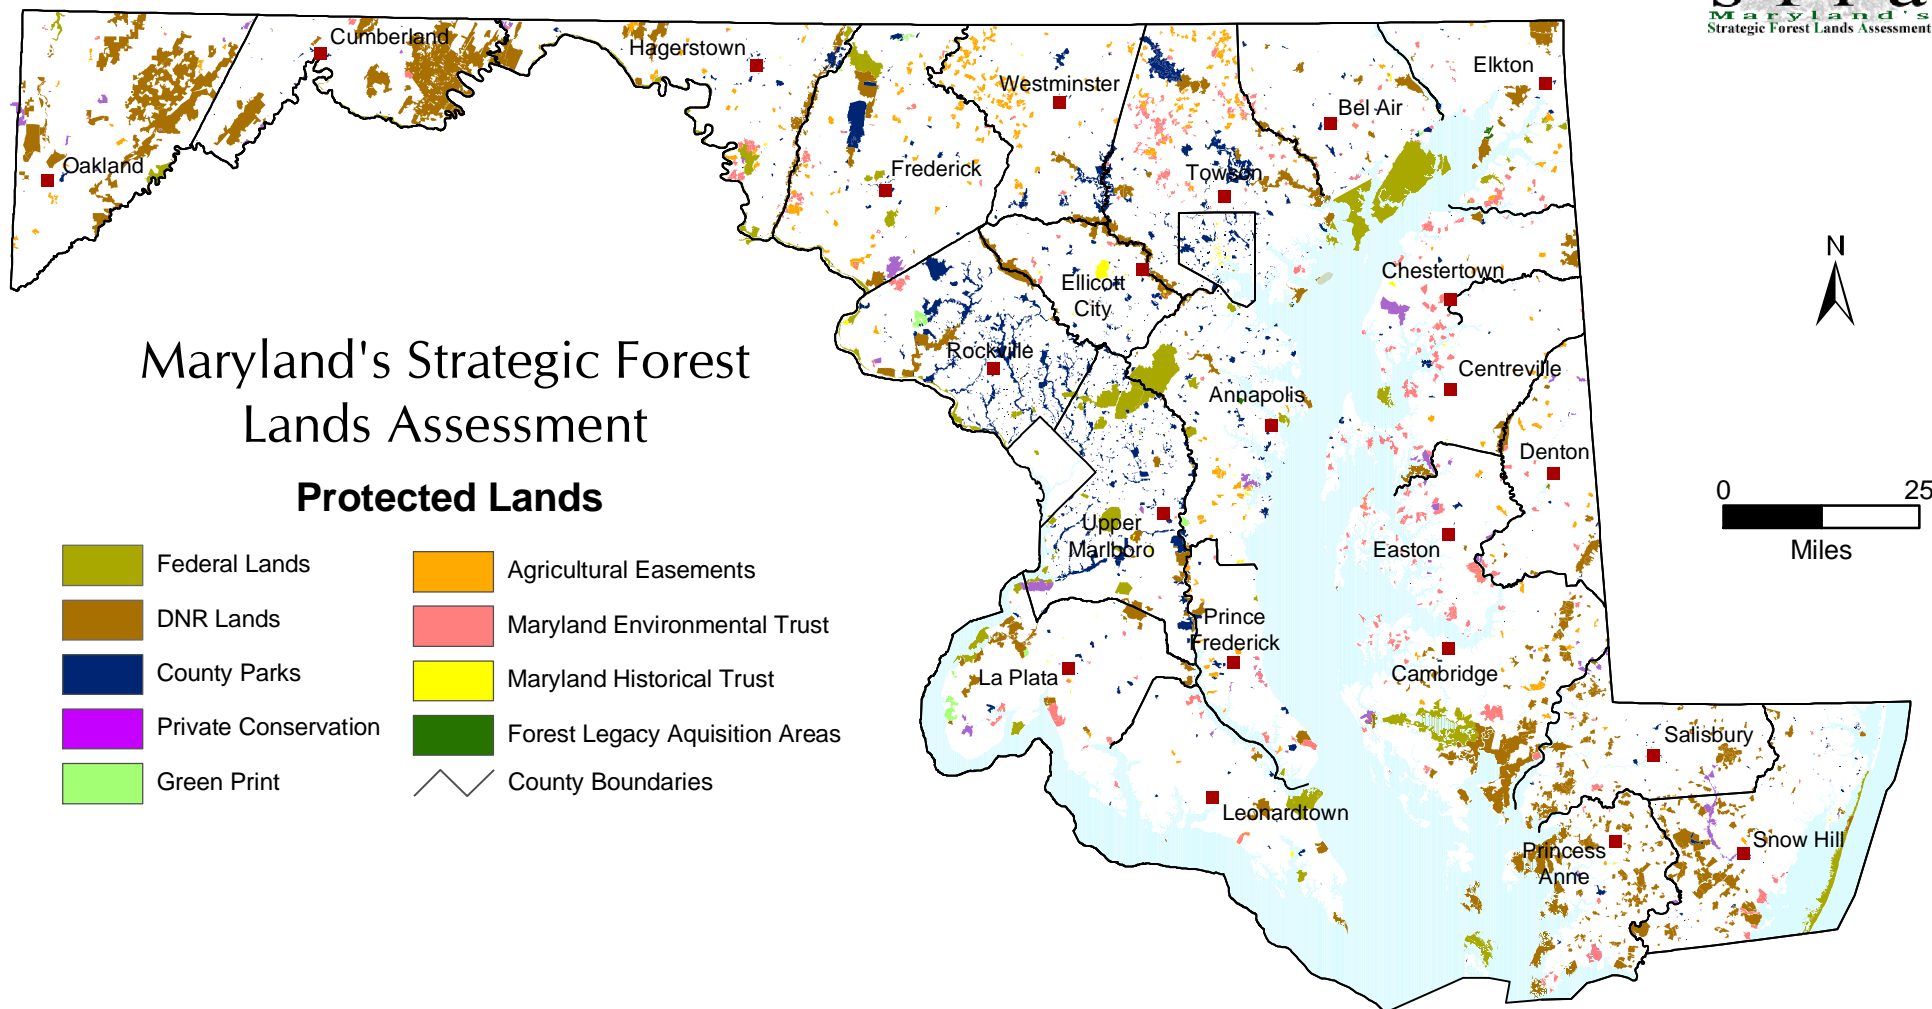 Maryland's
Strategic Forest Lands Assessment
Cumberland
Hagerstown
Westminster
Elkton
Bel Air
Oakland
Frederick
Towson
N
Chestertown
Ellicott
City
Maryland's Strategic Forest
Lands Assessment
Rockville
Centreville
Annapolis
Denton
Protected Lands
0
25
Miles
Upper
Marlboro
Easton
Federal Lands
DNR Lands
County Parks
Private Conservation
Green Print
Agricultural Easements
Maryland Environmental Trust
Maryland Historical Trust
Forest Legacy Aquisition Areas
County Boundaries
Prince
Frederick
La Plata
Cambridge
Salisbury
Leonardtown
Princess
Anne
Snow Hill